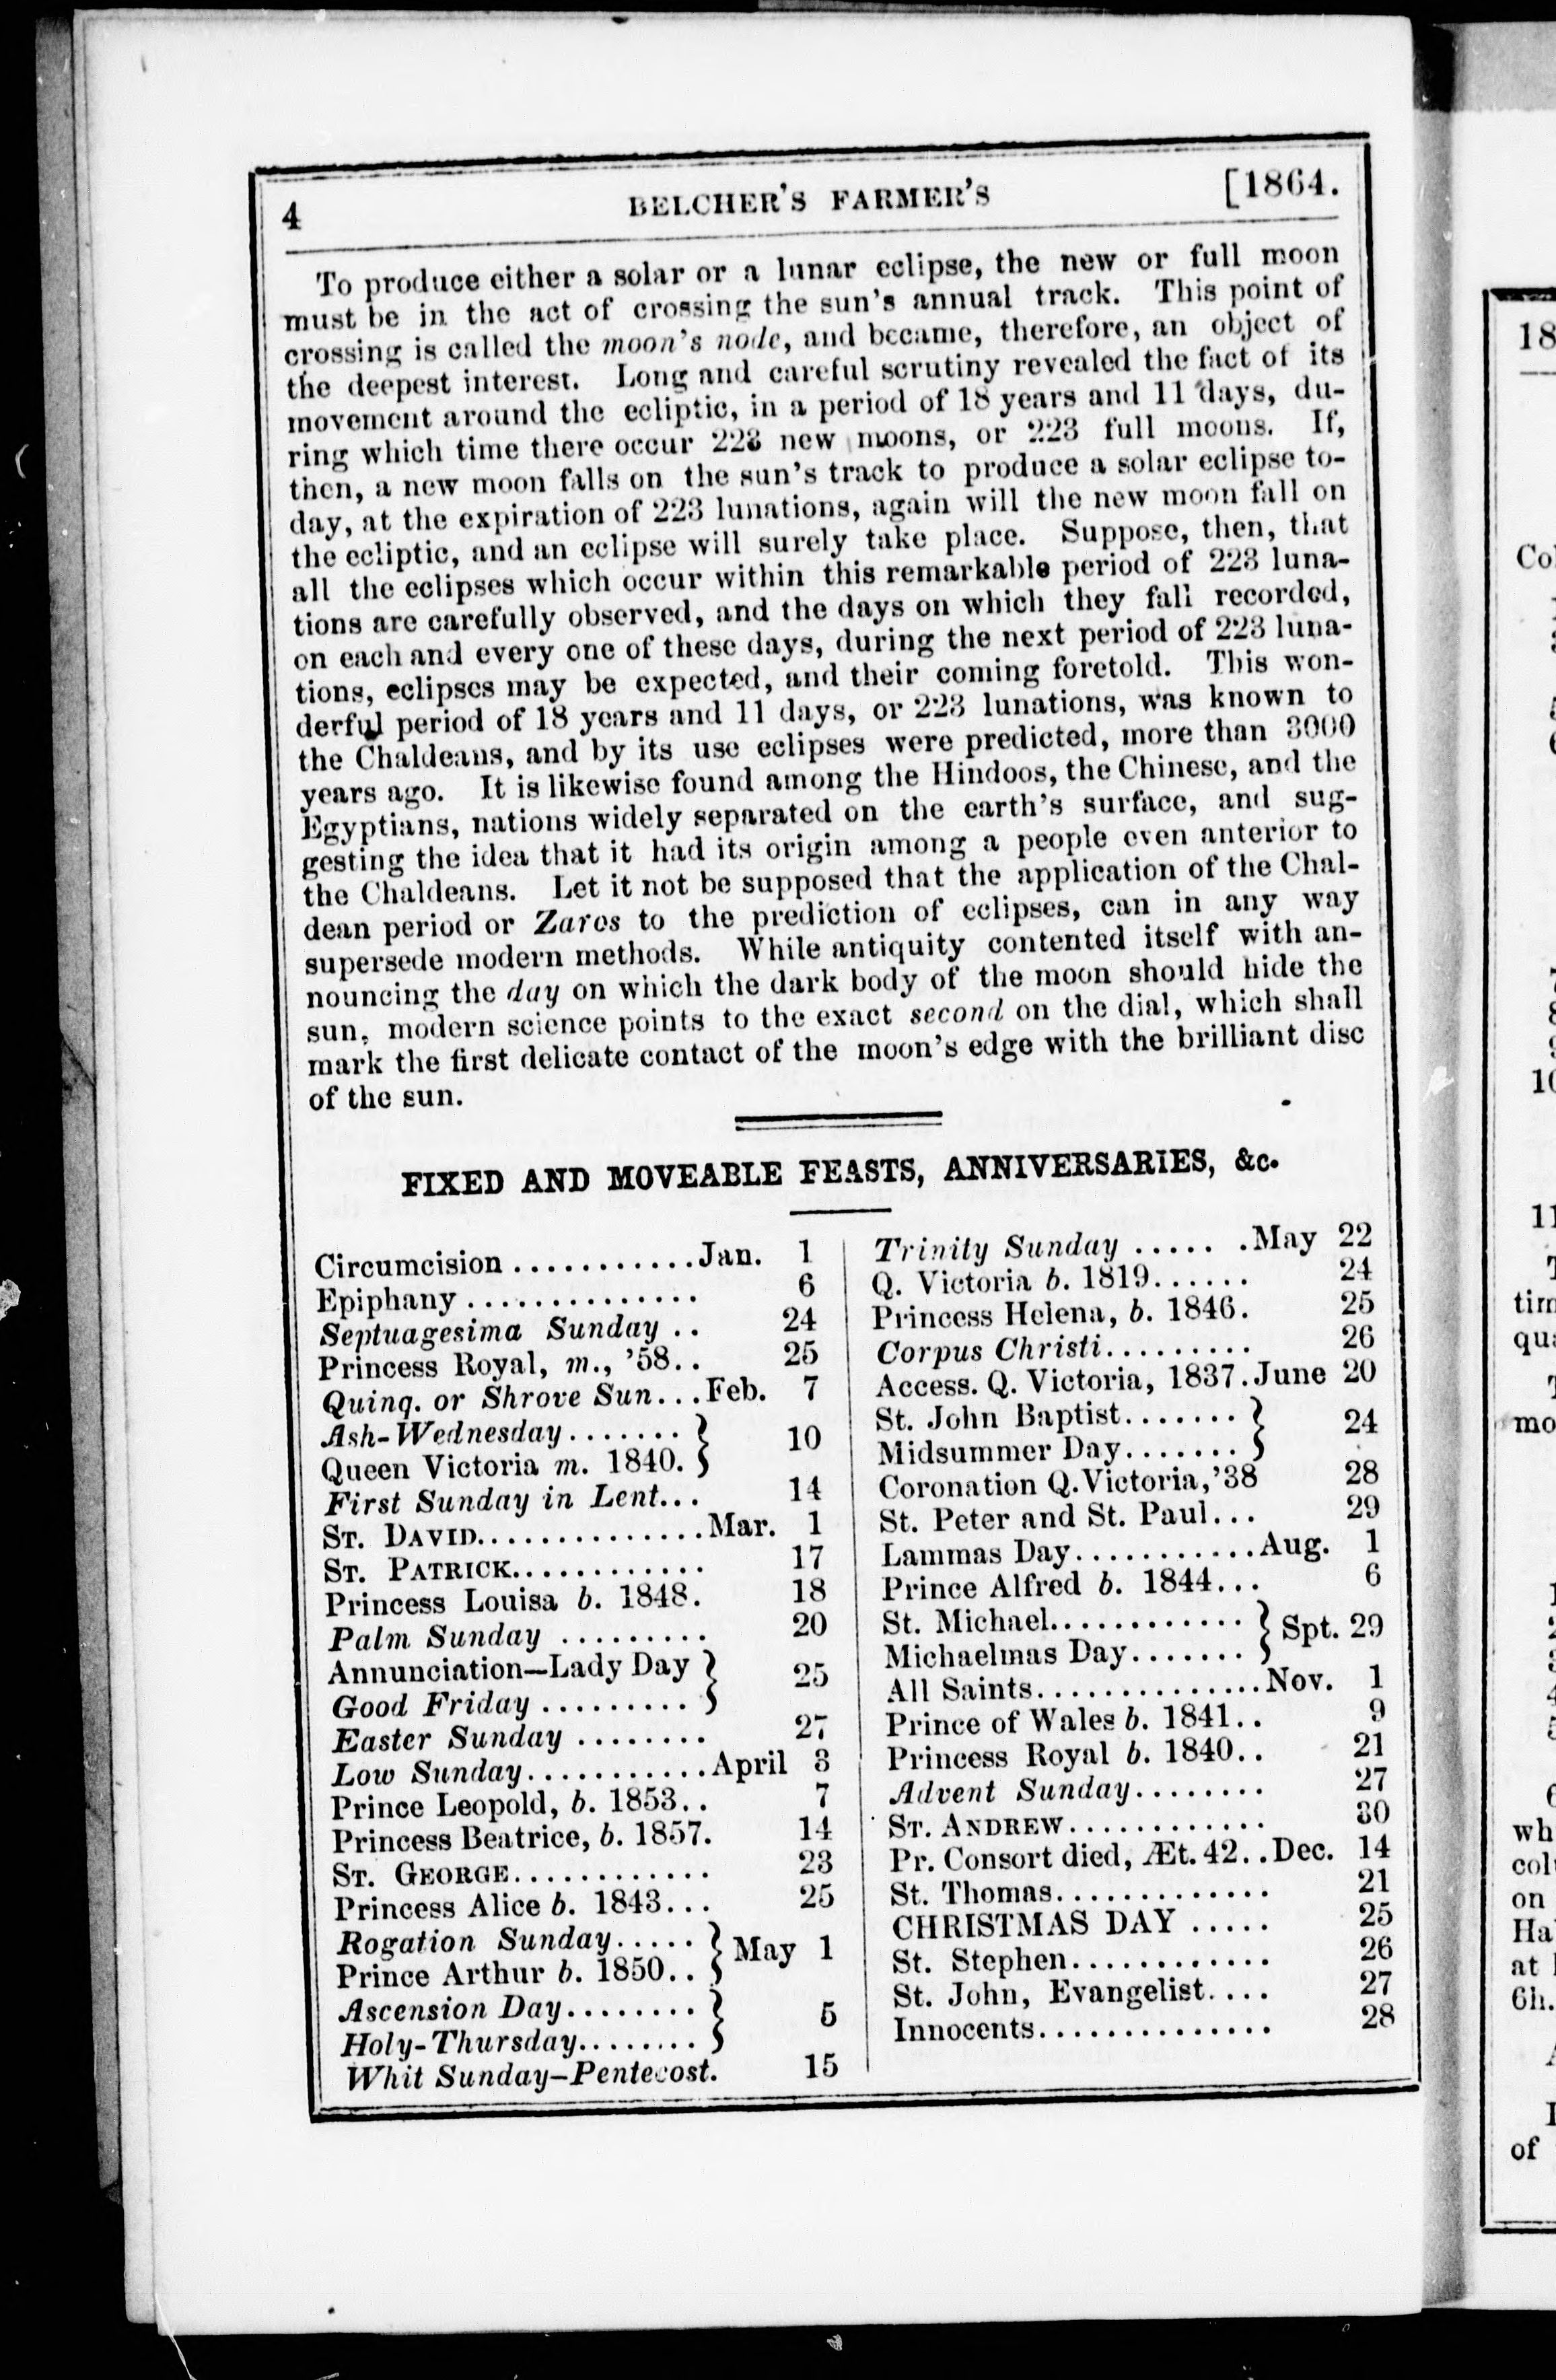 4 BELCHER'S FARMER'S [1864.
To produce either a solar or a lunar eclipse, the new or full moon
must be in the act of crossing the sun's annual track. This point of
crossing is called the moon's node, and became, therefore, an object of
the deepest interest. Long and careful scrutiny revealed the fact of its
movement around the ecliptic, in a period of 18 years and 11 days, du-
ring which time there occur 223 new moons, or 223 full moons. If,
then, a new moon falls on the sun's track to produce a solar eclipse to-
day, at the expiration of 223 lunations, again will the new moon fall on
the ecliptic, and an eclipse will surely take place. Suppose, then, that
all the eclipses which occur within this remarkable period of 223 luna-
tions are carefully observed, and the days on which they fall recorded,
on each and every one of these days, during the next period of 223 luna-
tions, eclipses may be expected, and their coming foretold. This won-
derful period of 18 years and 11 days, or 223 lunations, was known to
the Chaldeans, and by its use eclipses were predicted, more than 3000
years ago. It is likewise found among the Hindoos, the Chinese, and the
Egyptians, nations widely separated on the earth's surface, and sug-
gesting the idea that it had its origin among a people even anterior to
the Chaldeans. Let it not be supposed that the application of the Chal-
dean period or Zaros to the prediction of eclipses, can in any way
supersede modern methods. While antiquity contented itself with an-
nouncing the day on which the dark body of the moon should hide the
sun, modern science points to the exact second on the dial, which shall
mark the first delicate contact of the moon's edge with the brilliant disc
of the sun.
FIXED AND MOVEABLE FEASTS, ANNIVERSARIES, &c.
Circumcision ...........Jan. 1
Epiphany .............. 6
Septuagesima Sunday .. 24
Princess Royal, m., '58.. 25
Quinq. or Shrove Sun...Feb. 7
Ash-Wednesday....... } 10
Queen Victoria m. 1840. }
First Sunday in Lent... 14
ST. DAVID..............Mar. 1
ST. PATRICK............ 17
Princess Louisa b. 1848. 18
Palm Sunday ......... 20
Annunciation—Lady Day } 25
Good Friday ......... }
Easter Sunday ........ 27
Low Sunday...........April 3
Prince Leopold, b. 1853.. 7
Princess Beatrice, b. 1857. 14
ST. GEORGE............ 23
Princess Alice b. 1843... 25
Rogation Sunday..... } May 1
Prince Arthur b. 1850.. }
Ascension Day........ } 5
Holy-Thursday........ }
Whit Sunday–Pentecost. 15
Trinity Sunday ......May 22
Q. Victoria b. 1819...... 24
Princess Helena, b. 1846. 25
Corpus Christi......... 26
Access. Q. Victoria, 1837.June 20
St. John Baptist....... } 24
Midsummer Day....... }
Coronation Q.Victoria,'38 28
St. Peter and St. Paul... 29
Lammas Day...........Aug. 1
Prince Alfred b. 1844... 6
St. Michael............ } Spt. 29
Michaelmas Day....... }
All Saints..............Nov. 1
Prince of Wales b. 1841.. 9
Princess Royal b. 1840.. 21
Advent Sunday........ 27
ST. ANDREW............ 30
Pr. Consort died, Æt. 42..Dec. 14
St. Thomas............. 21
CHRISTMAS DAY ..... 25
St. Stephen............ 26
St. John, Evangelist.... 27
Innocents.............. 28